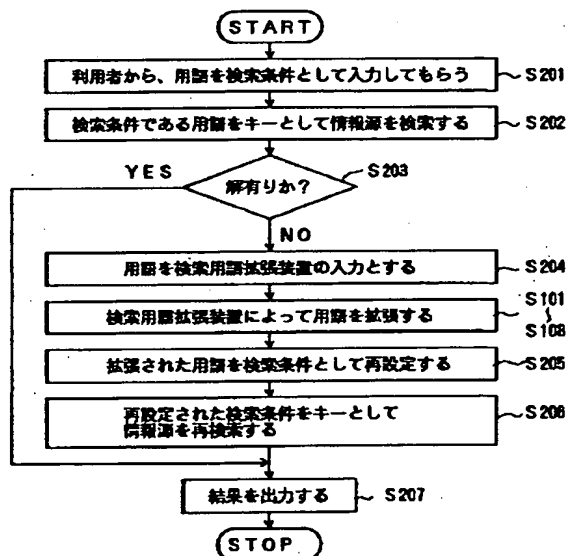 START
利用者から、用語を検索条件として入力してもらう
S201
検索条件である用語をキーとして情報源を検索する
S202
YES
解有りか?
S203
NO
用語を検索用語拡張装置の入力とする
S204
検索用語拡張装置によって用語を拡張する
S101
〜
S108
拡張された用語を検索条件として再設定する
S205
再設定された検索条件をキーとして
情報源を再検索する
S206
結果を出力する
S207
STOP